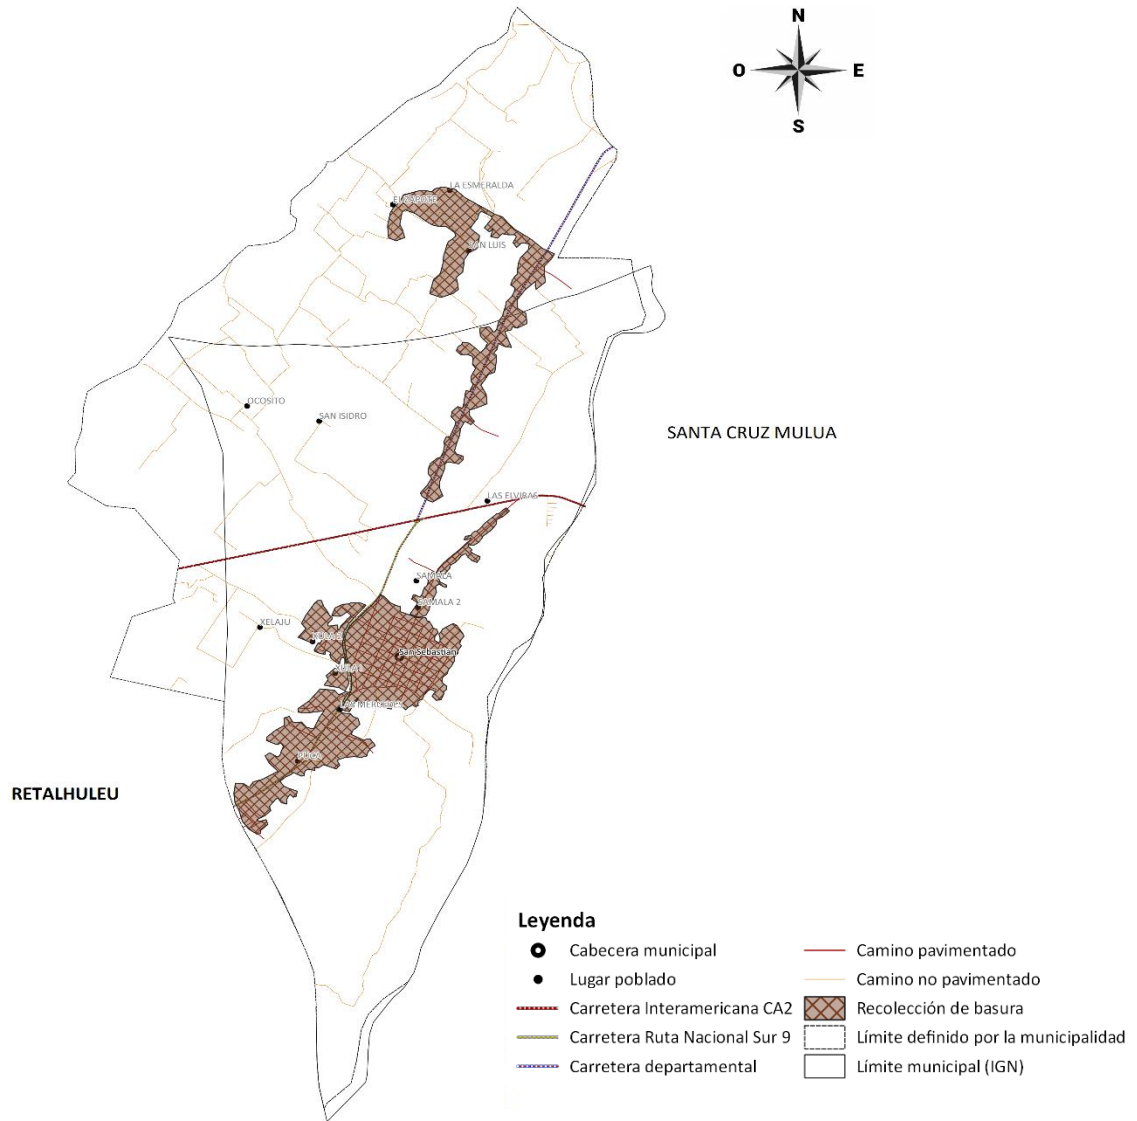 N
O
E
S
LA ESMERALDA
SAN LUIS
OCOSITO
SAN ISIDRO
SANTA CRUZ MULUA
LAS ELVIRAS
SAMALA
SAMALA 2
XELAJU
San Sebastian
LAS MERCEDES
PUCA
RETALHULEU
Leyenda
Cabecera municipal
Lugar poblado
Carretera Interamericana CA2
Carretera Ruta Nacional Sur 9
Carretera departamental
Camino pavimentado
Camino no pavimentado
Recolección de basura
Límite definido por la municipalidad
Límite municipal (IGN)